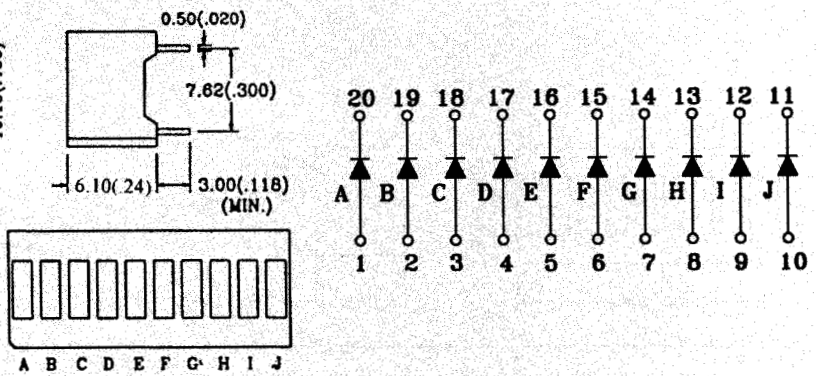 0.50(.020)
7.62(.300)
6.10(.24)
3.00(.118)
(MIN.)
20 19 18 17 16 15 14 13 12 11
A B C D E F G H I J
1 2 3 4 5 6 7 8 9 10
A B C D E F G H I J